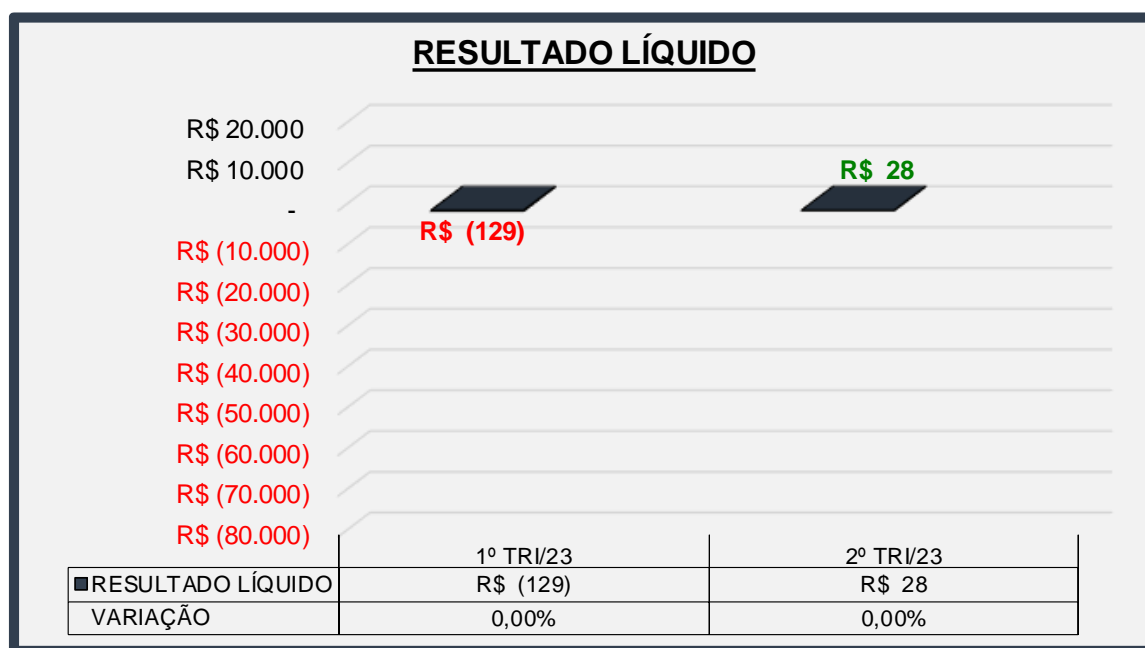 RESULTADO LÍQUIDO
R$ 20.000
R$ 10.000
R$ 28
-
R$ (129)
R$ (10.000)
R$ (20.000)
R$ (30.000)
R$ (40.000)
R$ (50.000)
R$ (60.000)
R$ (70.000)
R$ (80.000)
1º TRI/23 2º TRI/23
RESULTADO LÍQUIDO R$ (129) R$ 28
VARIAÇÃO 0,00% 0,00%